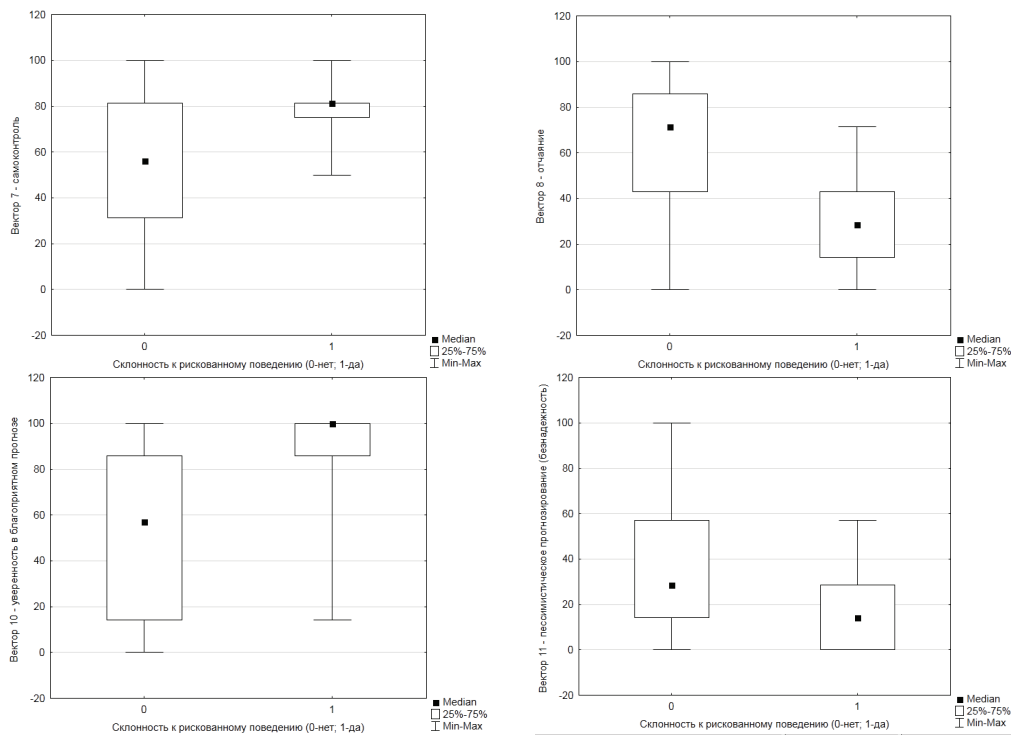 120
100
80
60
40
20
0
-20
Вектор 7 - самоконтроль
0 1
Склонность к рискованному поведению (0-нет; 1-да)
Median
25%-75%
Min-Max
120
100
80
60
40
20
0
-20
Вектор 8 - отчаяние
0 1
Склонность к рискованному поведению (0-нет; 1-да)
Median
25%-75%
Min-Max
120
100
80
60
40
20
0
-20
Вектор 10 - уверенность в благоприятном прогнозе
0 1
Склонность к рискованному поведению (0-нет; 1-да)
Median
25%-75%
Min-Max
120
100
80
60
40
20
0
-20
Вектор 11 - пессимистическое прогнозирование (безнадежность)
0 1
Склонность к рискованному поведению (0-нет; 1-да)
Median
25%-75%
Min-Max